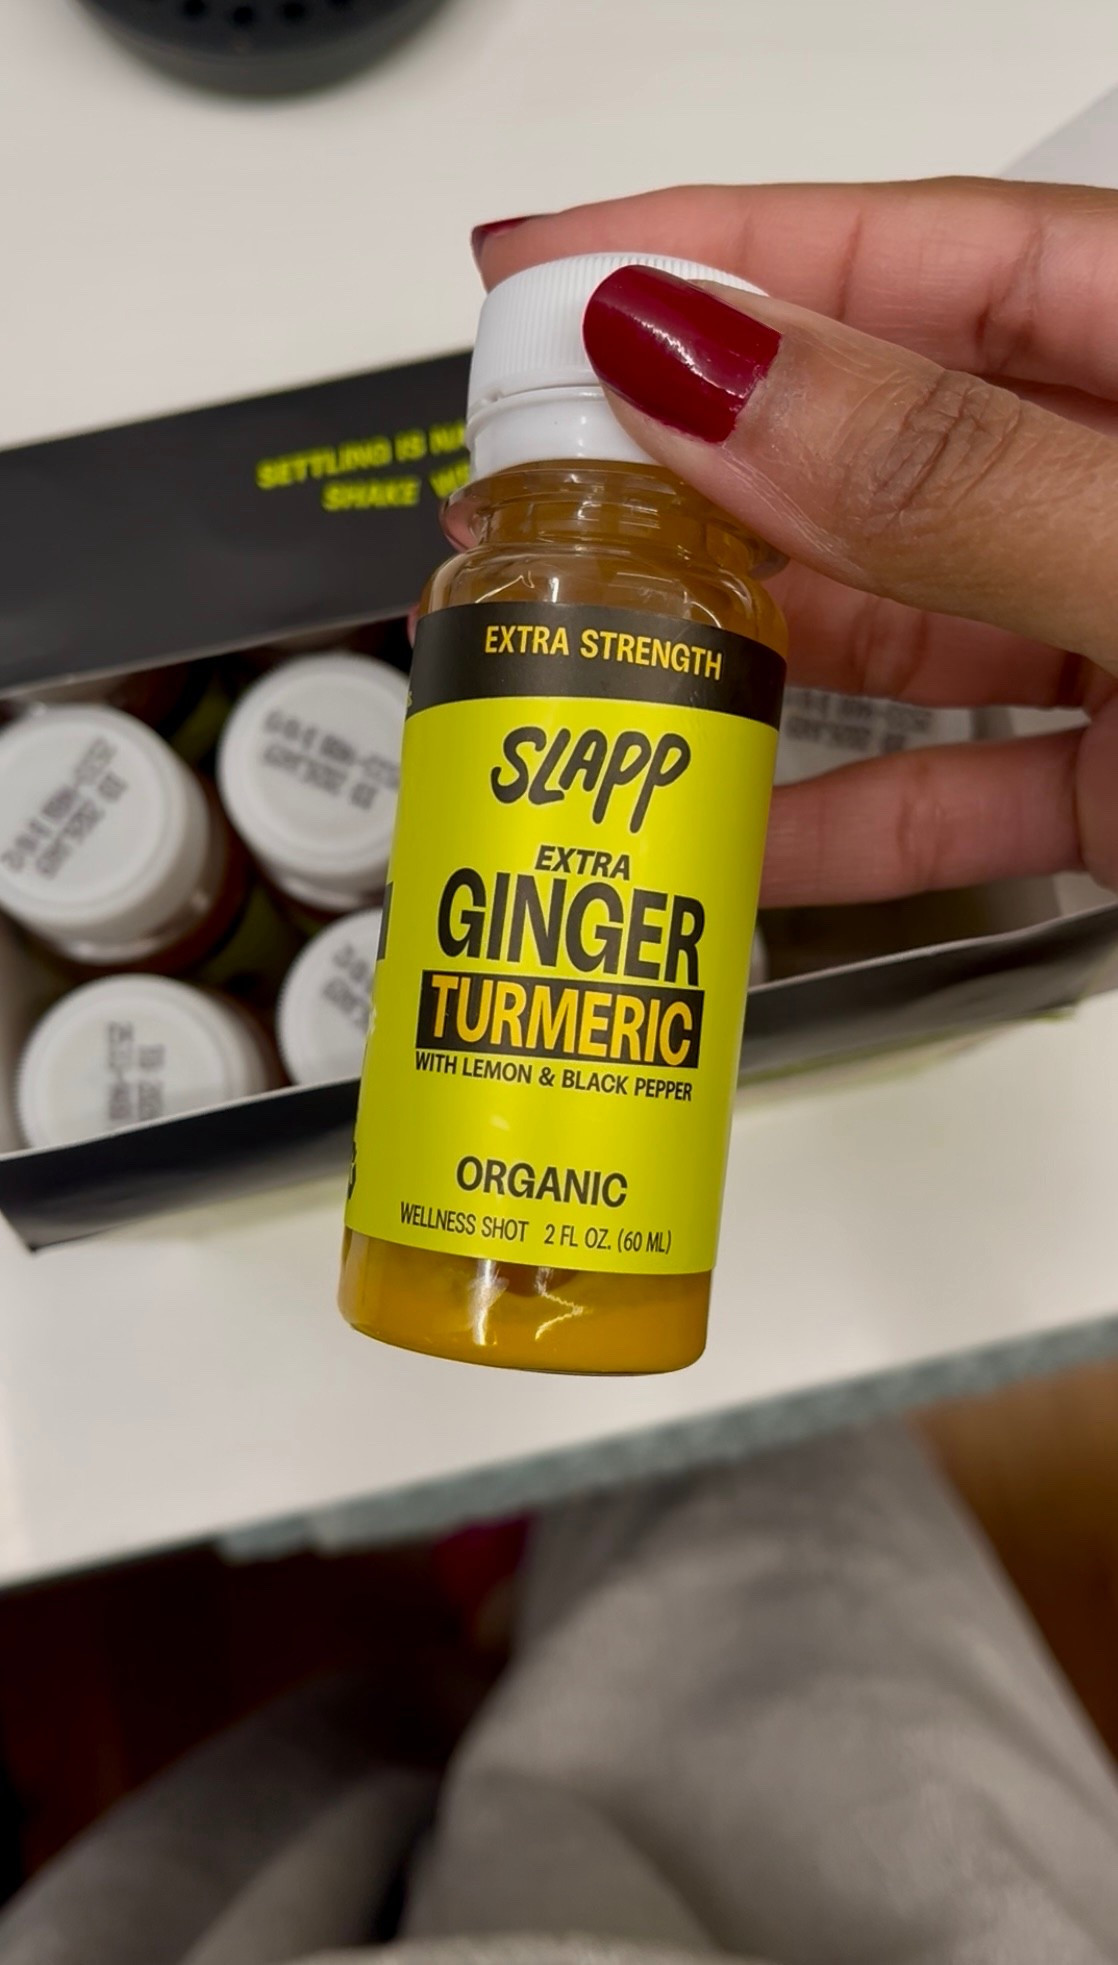 SETTLING IS
SHAKE
EXTRA STRENGTH
SLAPP
EXTRA
GINGER
TURMERIC
WITH LEMON & BLACK PEPPER
ORGANIC
WELLNESS SHOT 2 FL OZ. (60 ML)